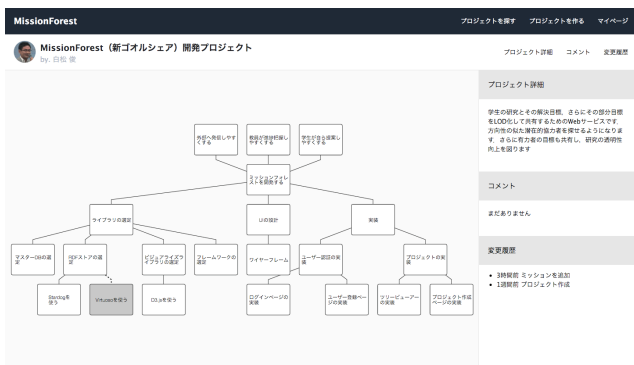 MissionForest
プロジェクトを探す
プロジェクトを作る
マイページ
MissionForest（新ゴオルシェア）開発プロジェクト
by. 白松 俊
プロジェクト詳細
コメント
変更履歴
外部へ発信しやす
くする
教員が進捗把握し
やすくする
学生が自ら提案し
やすくする
ミッションフォレ
ストを開発する
ライブラリの選定
UIの設計
実装
マスターDBの選
定
RDFストアの選
定
ビジュアライズラ
イブラリの選定
フレームワークの
選定
ワイヤーフレーム
ユーザー認証の実
装
プロジェクトの実
装
Stardogを
使う
Virtuosoを使う
D3.jsを使う
ログインページの
実装
ユーザー登録ペー
ジの実装
ツリービューアー
の実装
プロジェクト作成
ページの実装
プロジェクト詳細
学生の研究とその解決目標，さらにその部分目標
をLOD化して共有するためのWebサービスです．
方向性の似た潜在的協力者を探せるようになりま
す．さらに有力者の目標も共有し，研究の透明性
向上を図ります
コメント
まだありません
変更履歴
3時間前 ミッションを追加
1週間前 プロジェクト作成